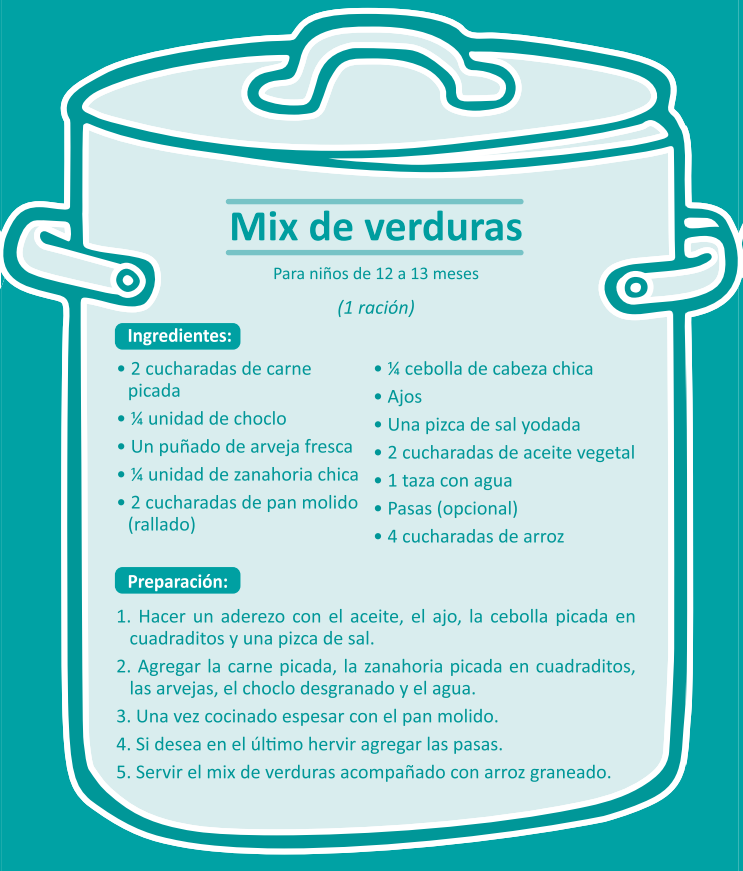 Mix de verduras
Para niños de 12 a 13 meses
(1 ración)
Ingredientes:
• 2 cucharadas de carne
picada
• ¼ unidad de choclo
• Un puñado de arveja fresca
• ¼ unidad de zanahoria chica
• 2 cucharadas de pan molido
(rallado)
• ¼ cebolla de cabeza chica
• Ajos
• Una pizca de sal yodada
• 2 cucharadas de aceite vegetal
• 1 taza con agua
• Pasas (opcional)
• 4 cucharadas de arroz
Preparación:
1. Hacer un aderezo con el aceite, el ajo, la cebolla picada en
cuadraditos y una pizca de sal.
2. Agregar la carne picada, la zanahoria picada en cuadraditos,
las arvejas, el choclo desgranado y el agua.
3. Una vez cocinado espesar con el pan molido.
4. Si desea en el último hervir agregar las pasas.
5. Servir el mix de verduras acompañado con arroz graneado.